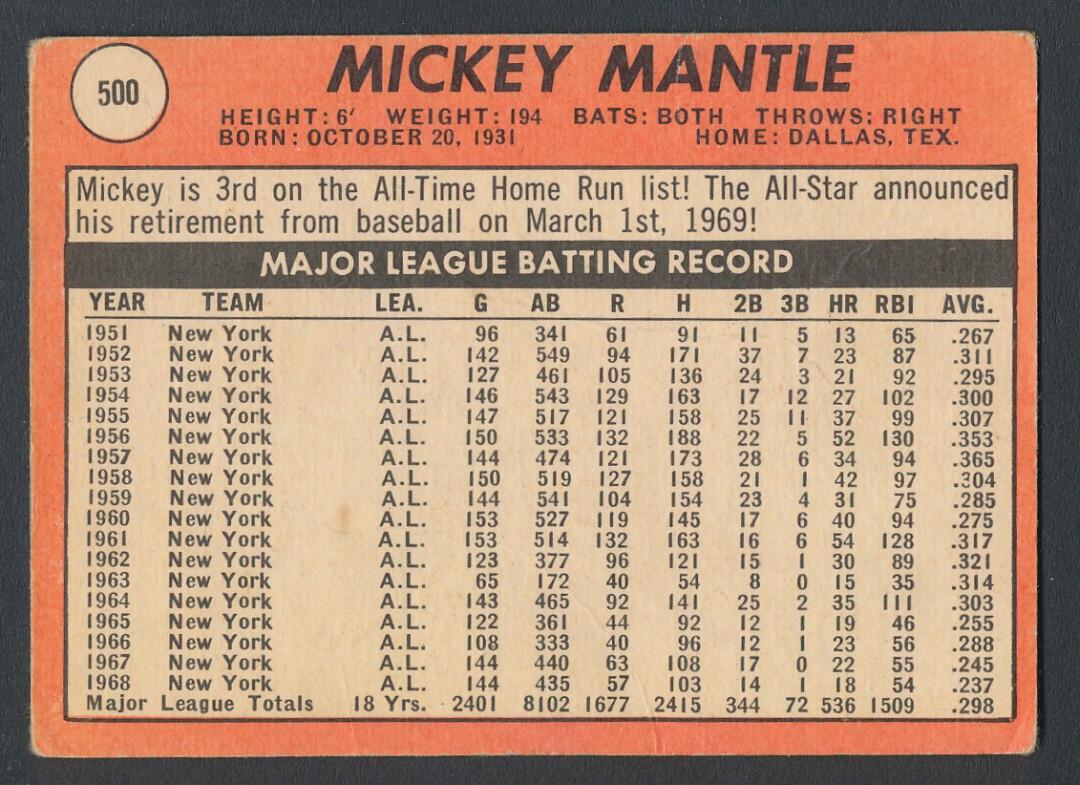 500
MICKEY MANTLE
HEIGHT: 6' WEIGHT: 194 BATS: BOTH THROWS: RIGHT
BORN: OCTOBER 20, 1931 HOME: DALLAS, TEX.
Mickey is 3rd on the All-Time Home Run list! The All-Star announced
his retirement from baseball on March 1st, 1969!
MAJOR LEAGUE BATTING RECORD
YEAR TEAM LEA. G AB R H 2B 3B HR RBI AVG.
1951 New York A.L. 96 341 61 91 11 5 13 65 .267
1952 New York A.L. 142 549 94 171 37 7 23 87 .311
1953 New York A.L. 127 461 105 136 24 3 21 92 .295
1954 New York A.L. 146 543 129 163 17 12 27 102 .300
1955 New York A.L. 147 517 121 158 25 11 37 99 .307
1956 New York A.L. 150 533 132 188 22 5 52 130 .353
1957 New York A.L. 144 474 121 173 28 6 34 94 .365
1958 New York A.L. 150 519 127 158 21 1 42 97 .304
1959 New York A.L. 144 541 104 154 23 4 31 75 .285
1960 New York A.L. 153 527 119 145 17 6 40 94 .275
1961 New York A.L. 153 514 132 163 16 6 54 128 .317
1962 New York A.L. 123 377 96 121 15 1 30 89 .321
1963 New York A.L. 65 172 40 54 8 0 15 35 .314
1964 New York A.L. 143 465 92 141 25 2 35 111 .303
1965 New York A.L. 122 361 44 92 12 1 19 46 .255
1966 New York A.L. 108 333 40 96 12 1 23 56 .288
1967 New York A.L. 144 440 63 108 17 0 22 55 .245
1968 New York A.L. 144 435 57 103 14 1 18 54 .237
Major League Totals 18 Yrs. 2401 8102 1677 2415 344 72 536 1509 .298